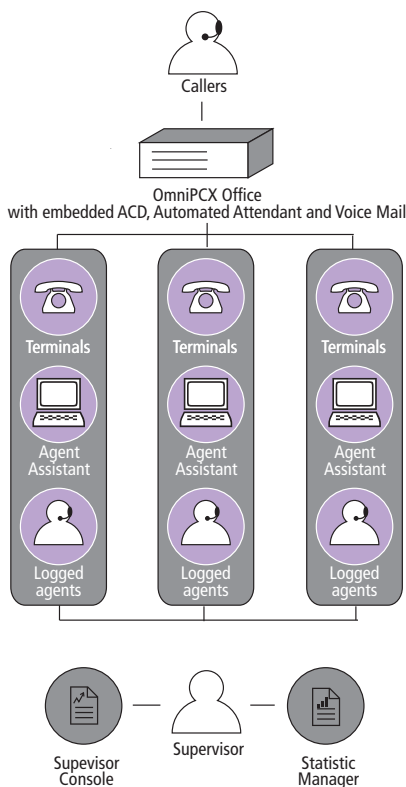 Callers
OmniPCX Office
with embedded ACD, Automated Attendant and Voice Mail
Terminals
Agent
Assistant
Logged
agents
Terminals
Agent
Assistant
Logged
agents
Terminals
Agent
Assistant
Logged
agents
Supevisor
Console
Supervisor
Statistic
Manager